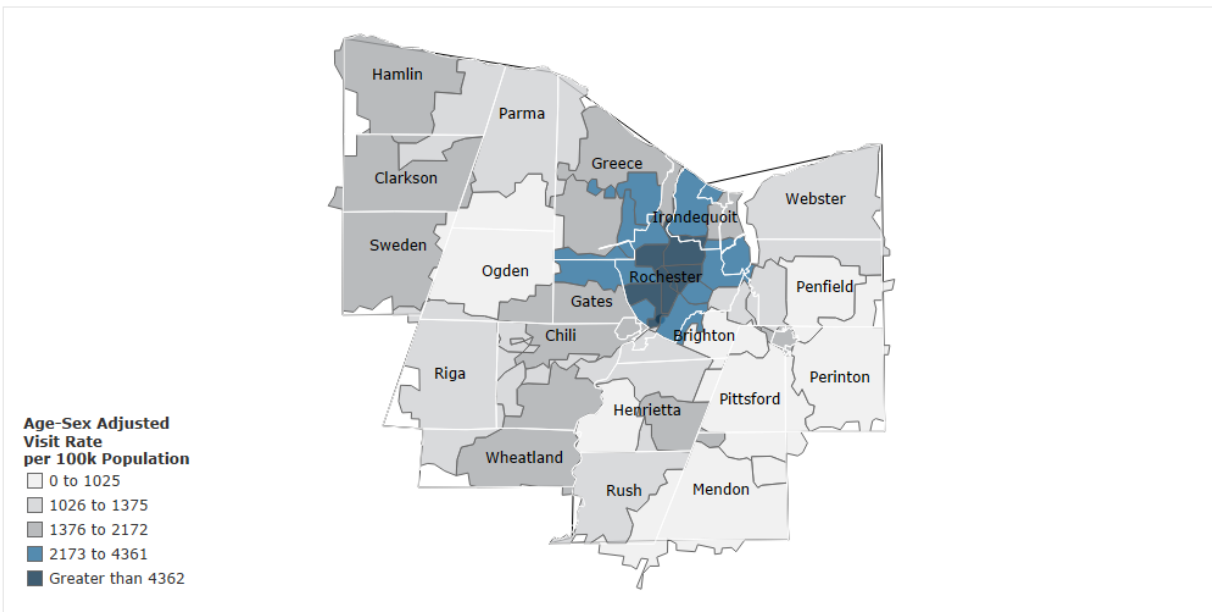 Hamlin
Parma
Greece
Clarkson
Webster
Irondequoit
Sweden
Ogden
Rochester
Penfield
Gates
Chili
Brighton
Riga
Perinton
Pittsford
Henrietta
Wheatland
Rush
Mendon
Age-Sex Adjusted
Visit Rate
per 100k Population
0 to 1025
1026 to 1375
1376 to 2172
2173 to 4361
Greater than 4362